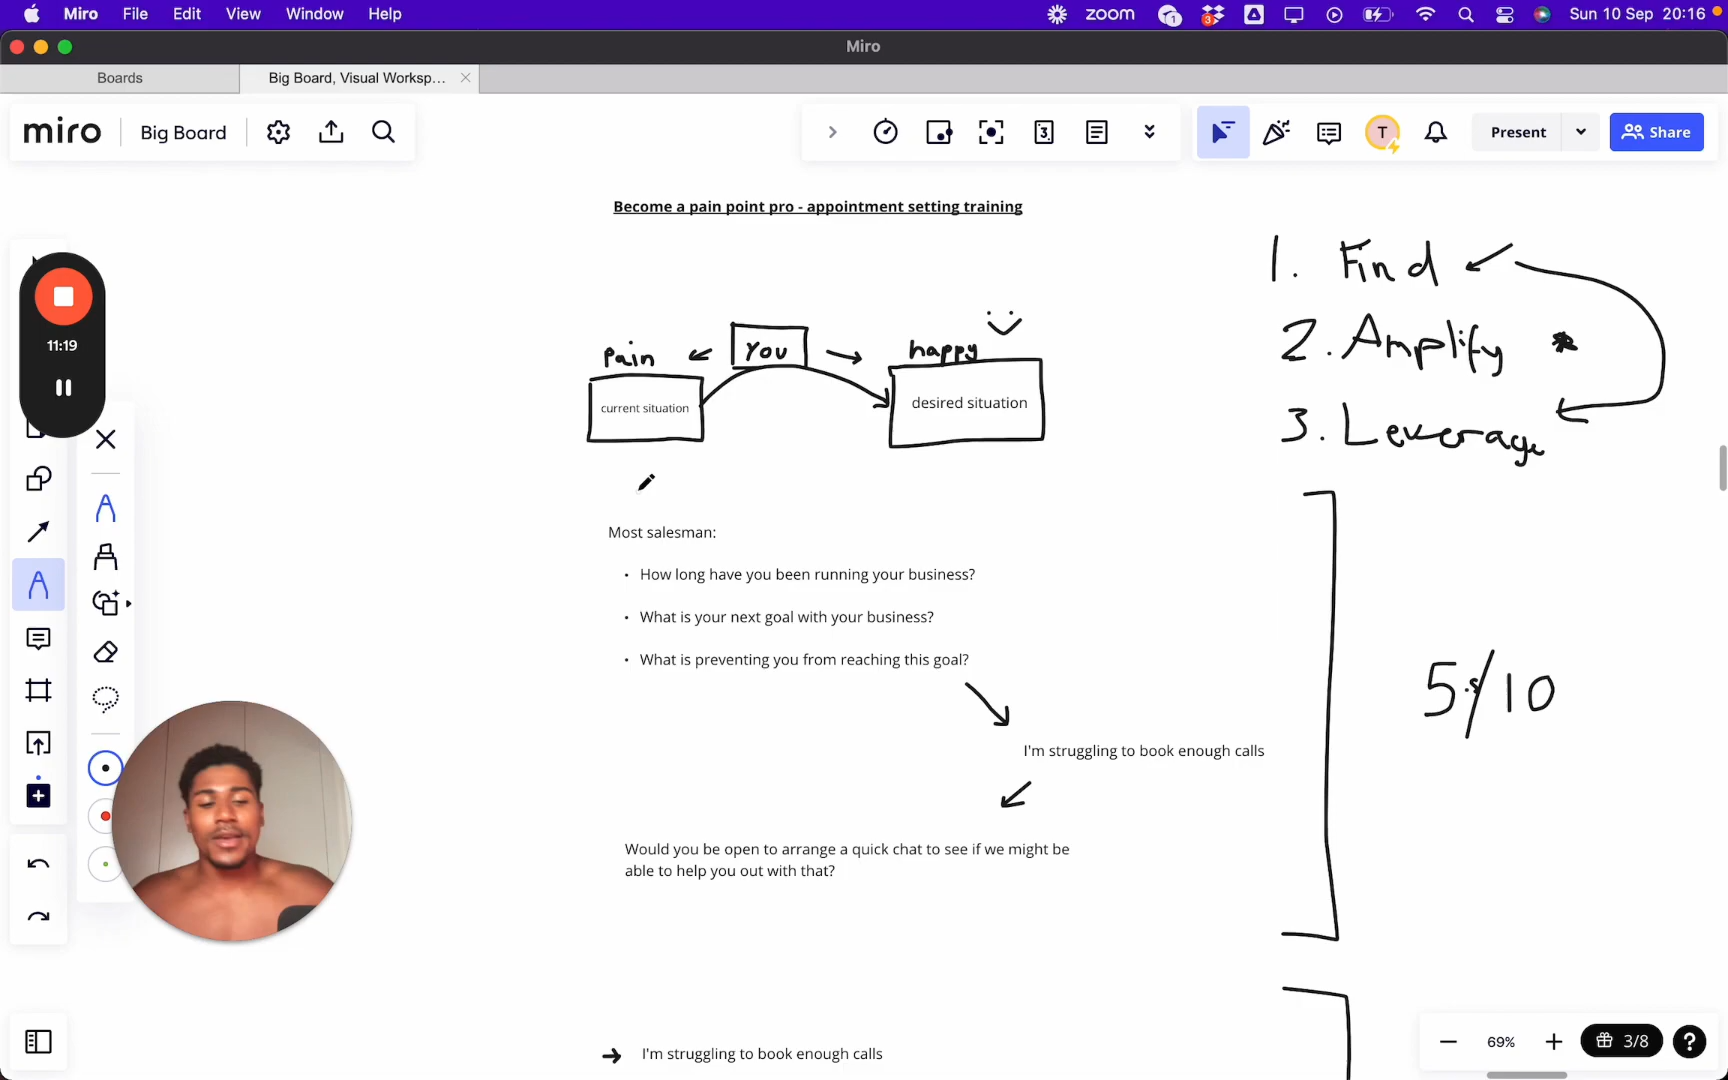 Miro File Edit View Window Help
zoom 1 3 Sun 10 Sep 20:16
Miro
Boards
Big Board, Visual Worksp...
miro Big Board
3
T
Present
Share
Become a pain point pro - appointment setting training
1. Find
2. Amplify
3. Leverage
11:19
pain
You
happy
current situation
desired situation
Most salesman:
• How long have you been running your business?
• What is your next goal with your business?
• What is preventing you from reaching this goal?
5/10
I'm struggling to book enough calls
Would you be open to arrange a quick chat to see if we might be
able to help you out with that?
I'm struggling to book enough calls
69%
3/8
?